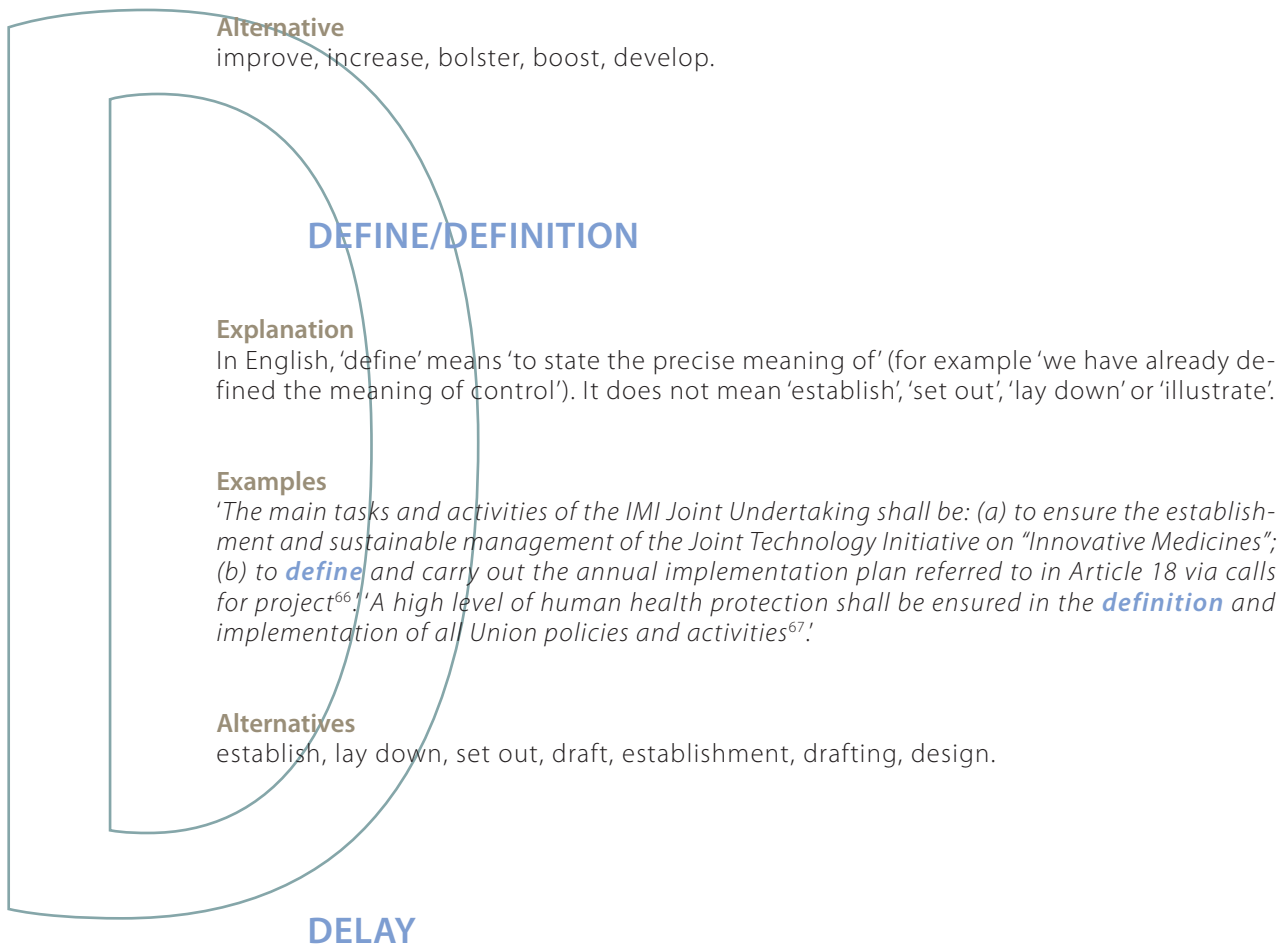 Alternative
improve, increase, bolster, boost, develop.
DEFINE/DEFINITION
Explanation
In English, ‘define’ means ‘to state the precise meaning of’ (for example ‘we have already de-
fined the meaning of control’). It does not mean ‘establish’, ‘set out’, ‘lay down’ or ‘illustrate’.
Examples
‘The main tasks and activities of the IMI Joint Undertaking shall be: (a) to ensure the establish-
ment and sustainable management of the Joint Technology Initiative on “Innovative Medicines”;
(b) to define and carry out the annual implementation plan referred to in Article 18 via calls
for project⁶⁶.’ ‘A high level of human health protection shall be ensured in the definition and
implementation of all Union policies and activities⁶⁷.’
Alternatives
establish, lay down, set out, draft, establishment, drafting, design.
D
DELAY